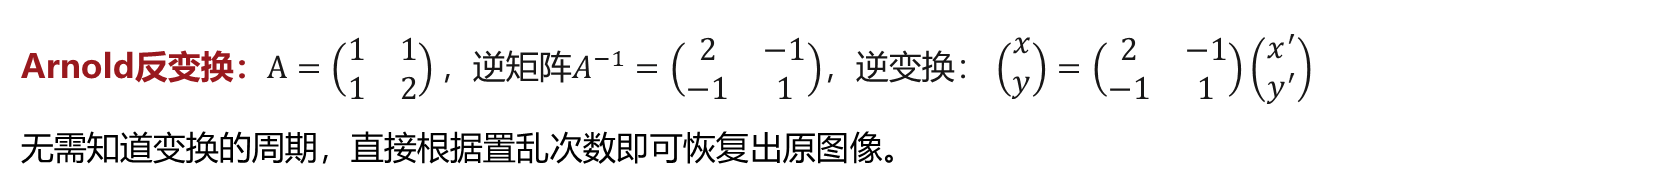 Arnold反变换：A = (1 1 1 2)，逆矩阵A⁻¹ = (2 −1 −1 1)，逆变换：(x y) = (2 −1 −1 1)(x′ y′)
无需知道变换的周期，直接根据置乱次数即可恢复出原图像。